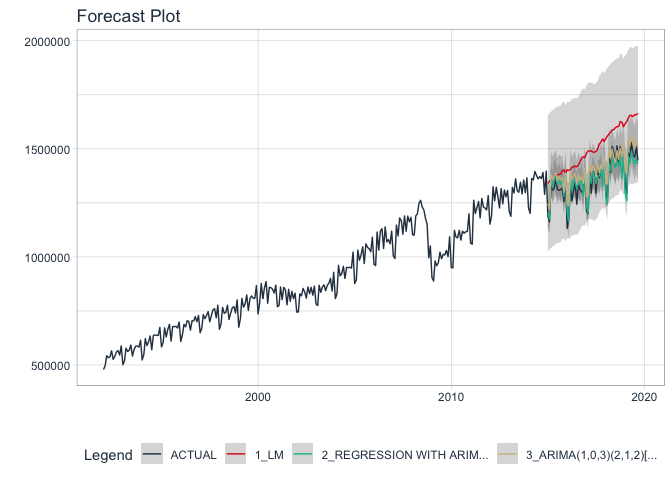 Forecast Plot
2000000
1500000
1000000
500000
2000 2010 2020
Legend ACTUAL 1_LM 2_REGRESSION WITH ARIM... 3_ARIMA(1,0,3)(2,1,2)[...